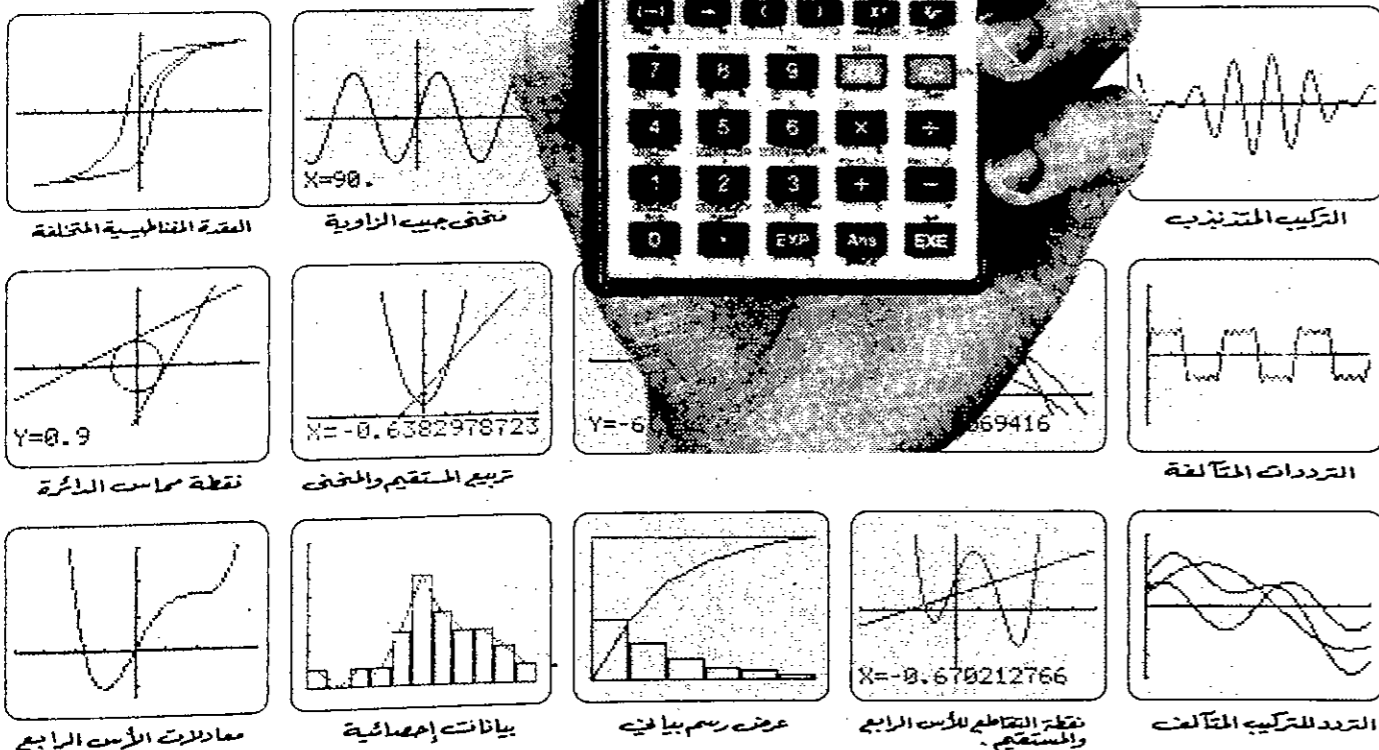 7 8 9
4 5 6 × ÷
1 2 3 + −
0 . EXP Ans EXE
X=90.
العقدة المغناطيسية المتخلفة
منحنى جيب الزاوية
التركيب المتذبذب
Y=0.9
X=-0.6382978723
Y=-6
69416
نقطة مماس الدائرة
تربيع المستقيم والمنحنى
الترددات المتآلفة
X=-0.670212766
معادلات الأس الرابع
بيانات إحصائية
عرض رسم بياني
نقطة التقاطع للأس الرابع
والمستقيم.
التردد للتركيب المتآلف